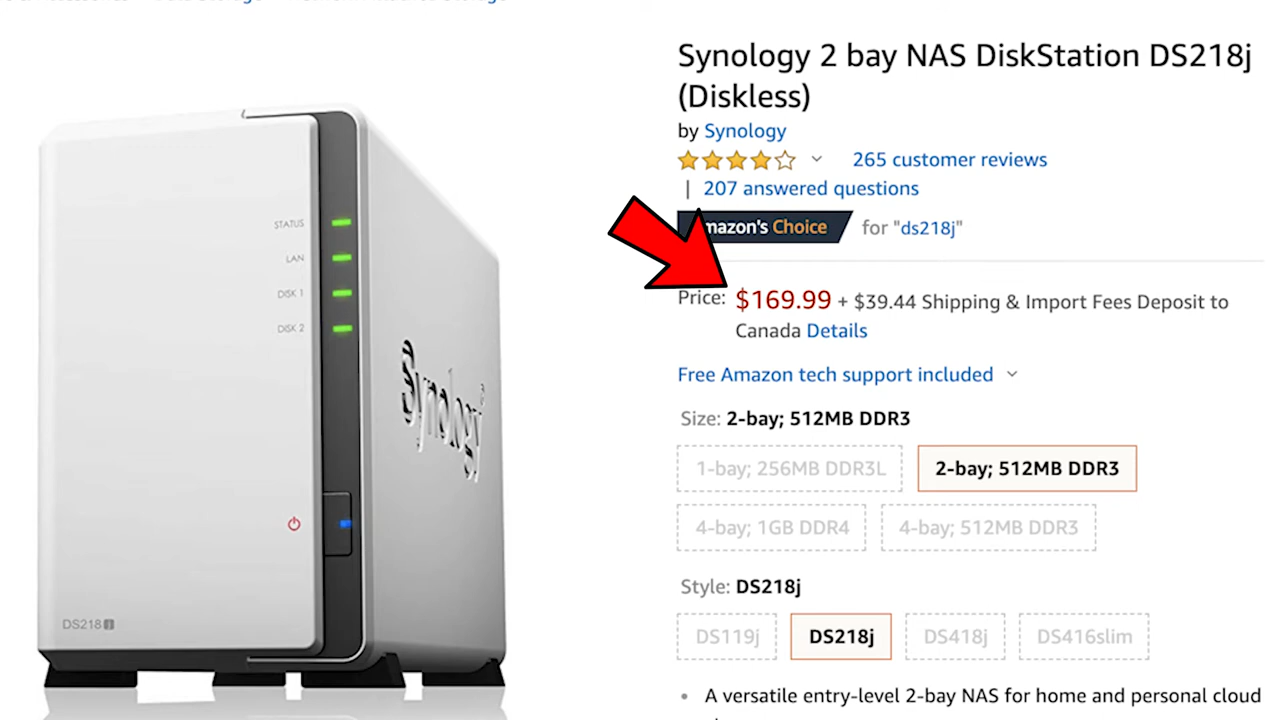 Synology 2 bay NAS DiskStation DS218j
(Diskless)
by Synology
265 customer reviews
| 207 answered questions
Choice for "ds218j"
Price: $169.99 + $39.44 Shipping & Import Fees Deposit to
Canada Details
Free Amazon tech support included
Size: 2-bay; 512MB DDR3
1-bay; 256MB DDR3L
2-bay; 512MB DDR3
4-bay; 1GB DDR4
4-bay; 512MB DDR3
Style: DS218j
DS119j
DS218j
DS418j
DS416slim
• A versatile entry-level 2-bay NAS for home and personal cloud
STATUS
LAN
DISK 1
DISK 2
Synology
DS218j